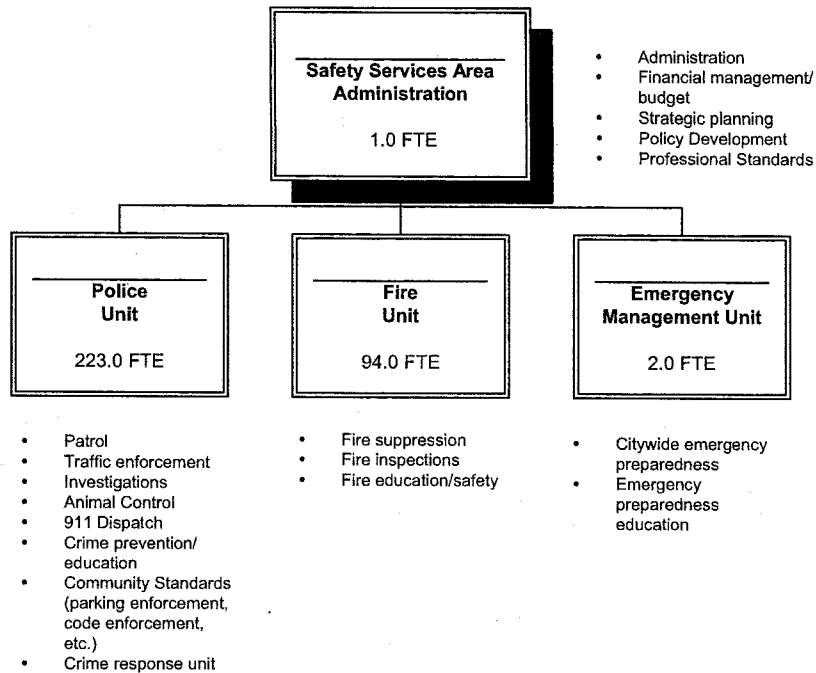 Safety Services Area
Administration
1.0 FTE
• Administration
• Financial management/
budget
• Strategic planning
• Policy Development
• Professional Standards
Police
Unit
223.0 FTE
Fire
Unit
94.0 FTE
Emergency
Management Unit
2.0 FTE
• Patrol
• Traffic enforcement
• Investigations
• Animal Control
• 911 Dispatch
• Crime prevention/
education
• Community Standards
(parking enforcement,
code enforcement,
etc.)
• Crime response unit
• Fire suppression
• Fire inspections
• Fire education/safety
• Citywide emergency
preparedness
• Emergency
preparedness
education